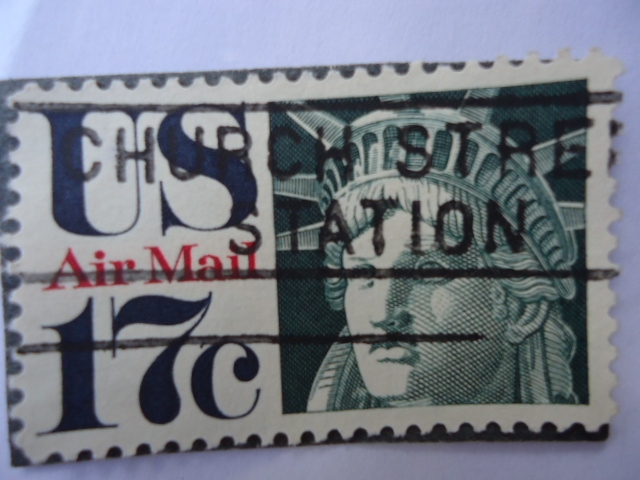 US
Air Mail
17c
CHURCH STRE
STATION